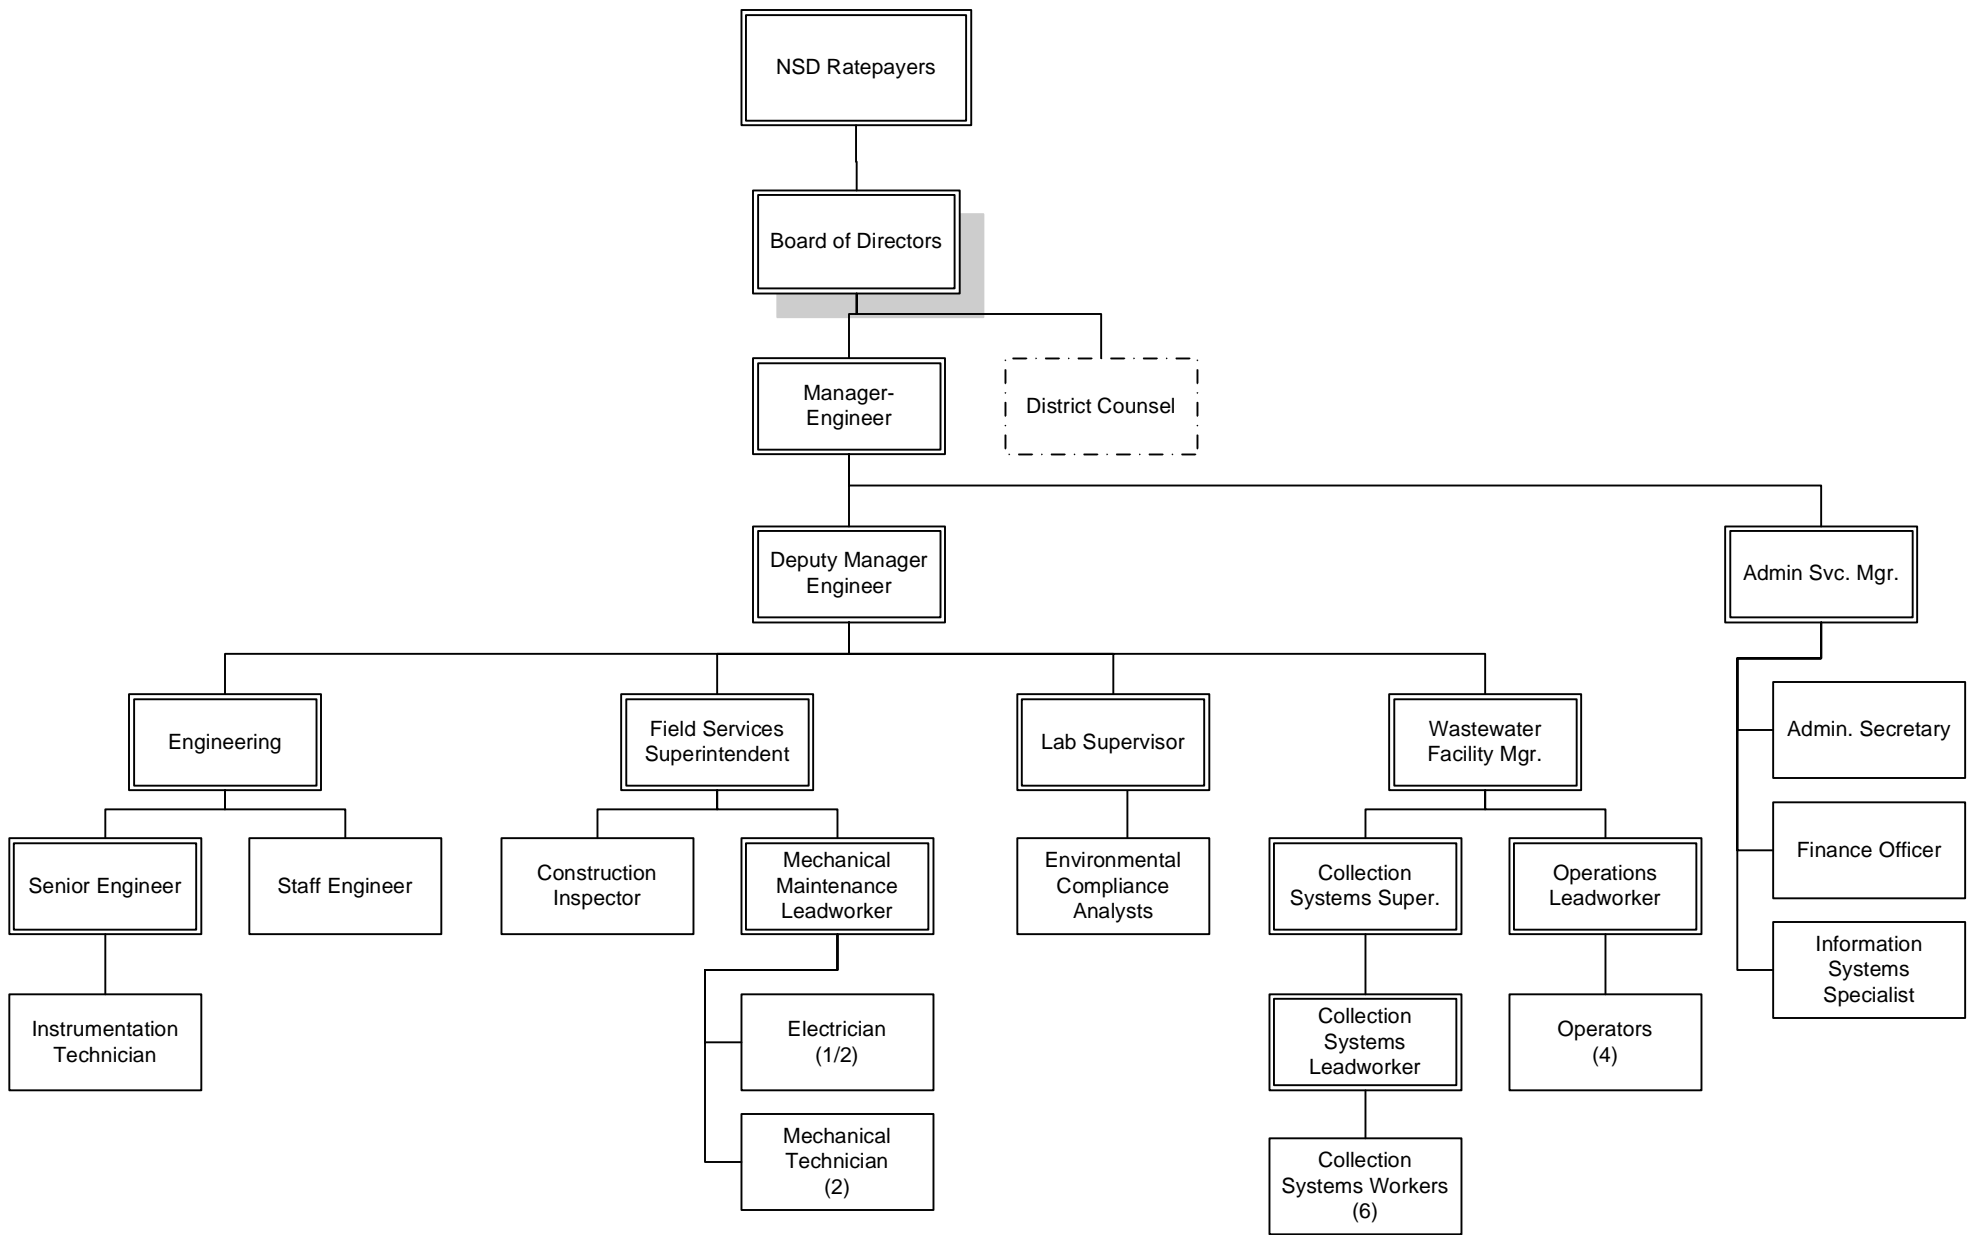 NSD Ratepayers
Board of Directors
Manager-
Engineer
District Counsel
Deputy Manager
Engineer
Admin Svc. Mgr.
Engineering
Field Services
Superintendent
Lab Supervisor
Wastewater
Facility Mgr.
Admin. Secretary
Finance Officer
Information
Systems
Specialist
Senior Engineer
Staff Engineer
Construction
Inspector
Mechanical
Maintenance
Leadworker
Environmental
Compliance
Analysts
Collection
Systems Super.
Operations
Leadworker
Instrumentation
Technician
Electrician
(1/2)
Mechanical
Technician
(2)
Collection
Systems
Leadworker
Operators
(4)
Collection
Systems Workers
(6)